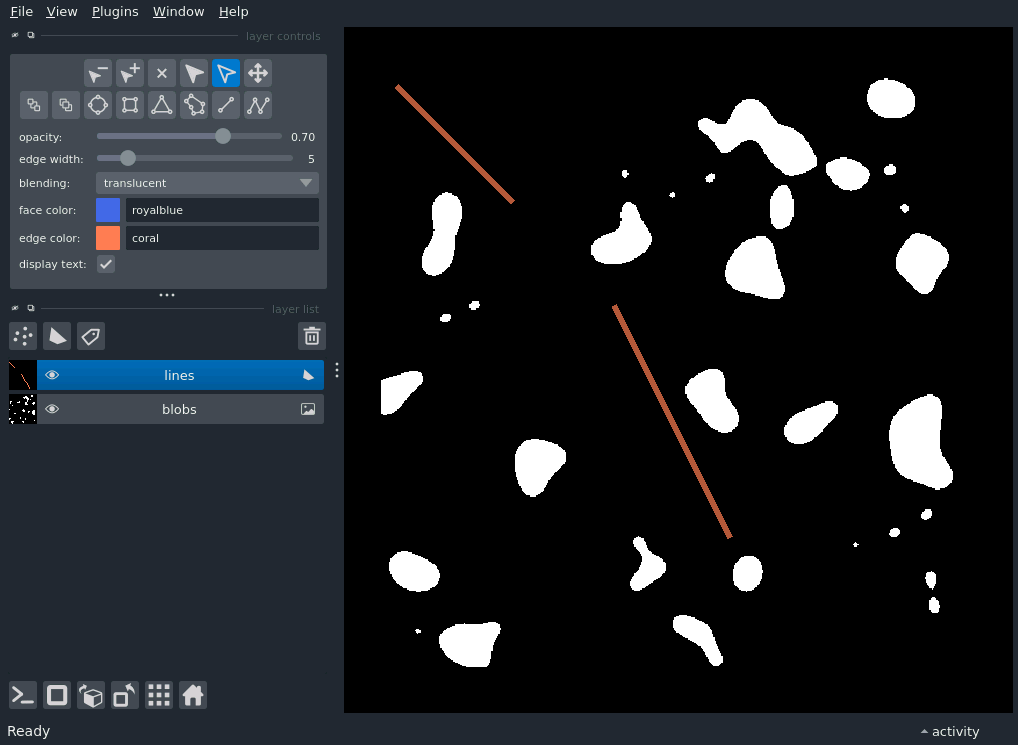 File View Plugins Window Help
layer controls
opacity: 0.70
edge width: 5
blending: translucent
face color: royalblue
edge color: coral
display text:
layer list
lines
blobs
Ready activity